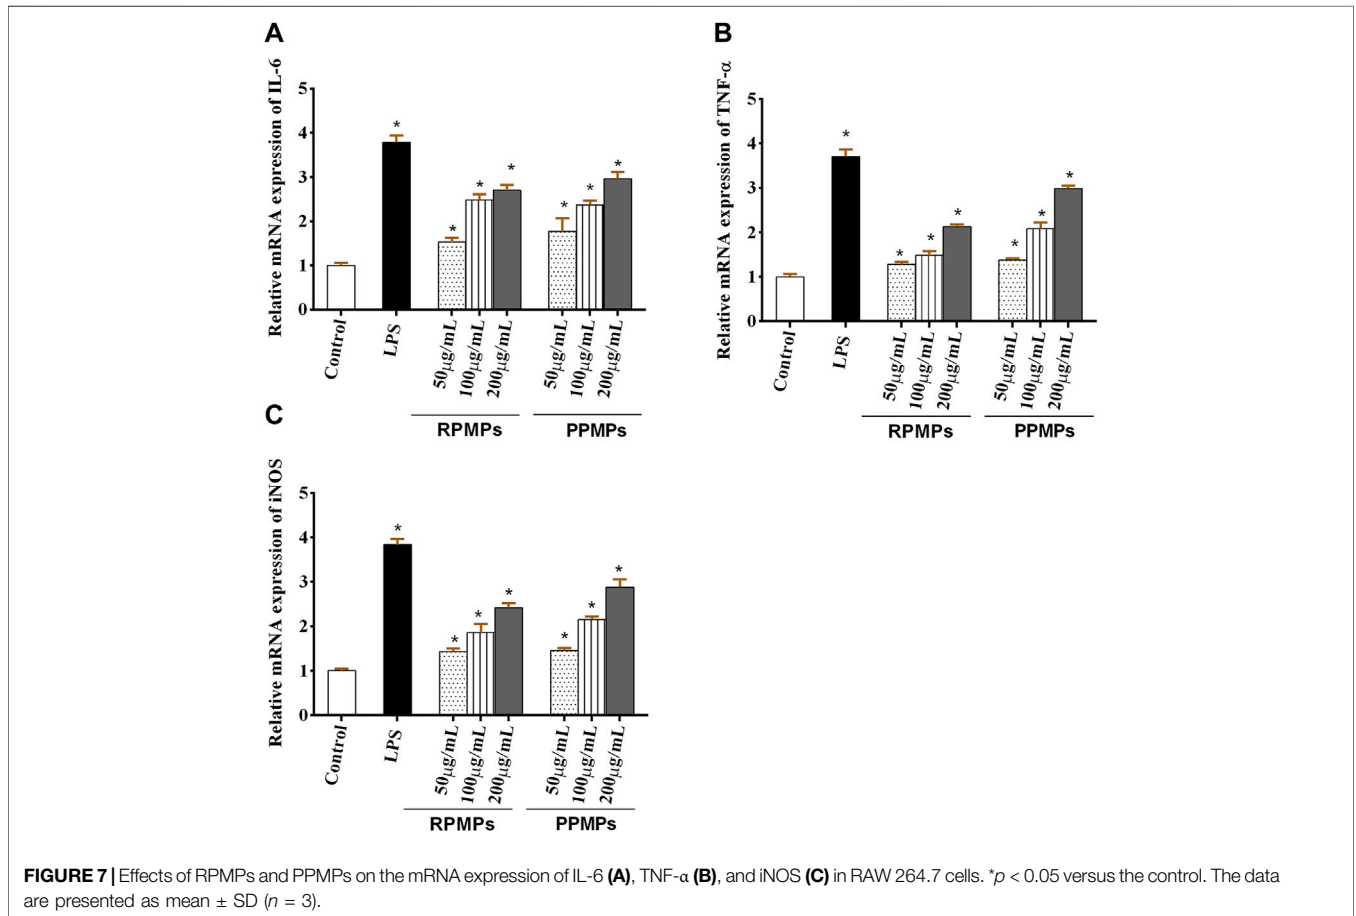 A
Relative mRNA expression of IL-6
5
4
3
2
1
0
*
*
*
*
*
*
*
Control
LPS
50μg/mL
100μg/mL
200μg/mL
50μg/mL
100μg/mL
200μg/mL
RPMPs
PPMPs
B
Relative mRNA expression of TNF-α
5
4
3
2
1
0
*
*
*
*
*
*
*
Control
LPS
50μg/mL
100μg/mL
200μg/mL
50μg/mL
100μg/mL
200μg/mL
RPMPs
PPMPs
C
Relative mRNA expression of iNOS
5
4
3
2
1
0
*
*
*
*
*
*
*
Control
LPS
50μg/mL
100μg/mL
200μg/mL
50μg/mL
100μg/mL
200μg/mL
RPMPs
PPMPs
FIGURE 7 | Effects of RPMPs and PPMPs on the mRNA expression of IL-6 (A), TNF-α (B), and iNOS (C) in RAW 264.7 cells. *p < 0.05 versus the control. The data
are presented as mean ± SD (n = 3).